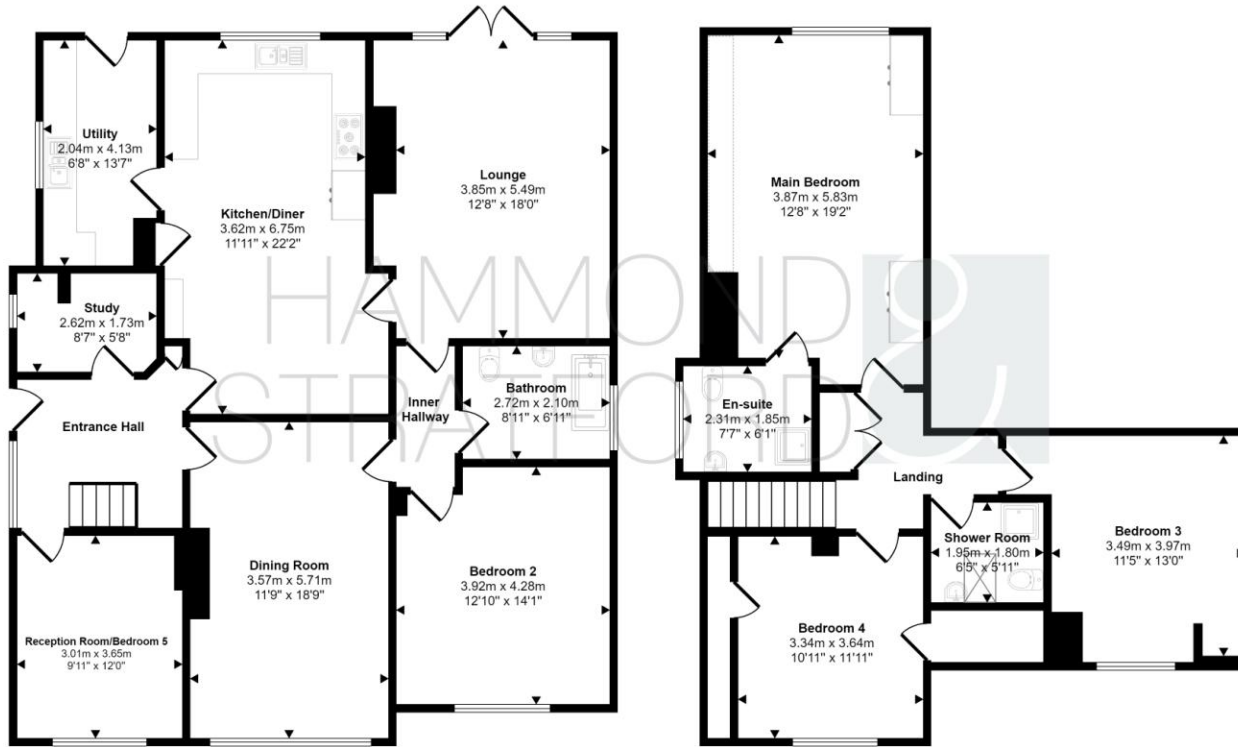 Utility
2.04m x 4.13m
6'8" x 13'7"
Kitchen/Diner
3.62m x 6.75m
11'11" x 22'2"
Lounge
3.85m x 5.49m
12'8" x 18'0"
Study
2.62m x 1.73m
8'7" x 5'8"
Entrance Hall
Inner
Hallway
Bathroom
2.72m x 2.10m
8'11" x 6'11"
Reception Room/Bedroom 5
3.01m x 3.65m
9'11" x 12'0"
Dining Room
3.57m x 5.71m
11'9" x 18'9"
Bedroom 2
3.92m x 4.28m
12'10" x 14'1"
Main Bedroom
3.87m x 5.83m
12'8" x 19'2"
En-suite
2.31m x 1.85m
7'7" x 6'1"
Landing
Shower Room
1.95m x 1.80m
6'5" x 5'11"
Bedroom 3
3.49m x 3.97m
11'5" x 13'0"
Bedroom 4
3.34m x 3.64m
10'11" x 11'11"
HAMMOND &
STRATFORD